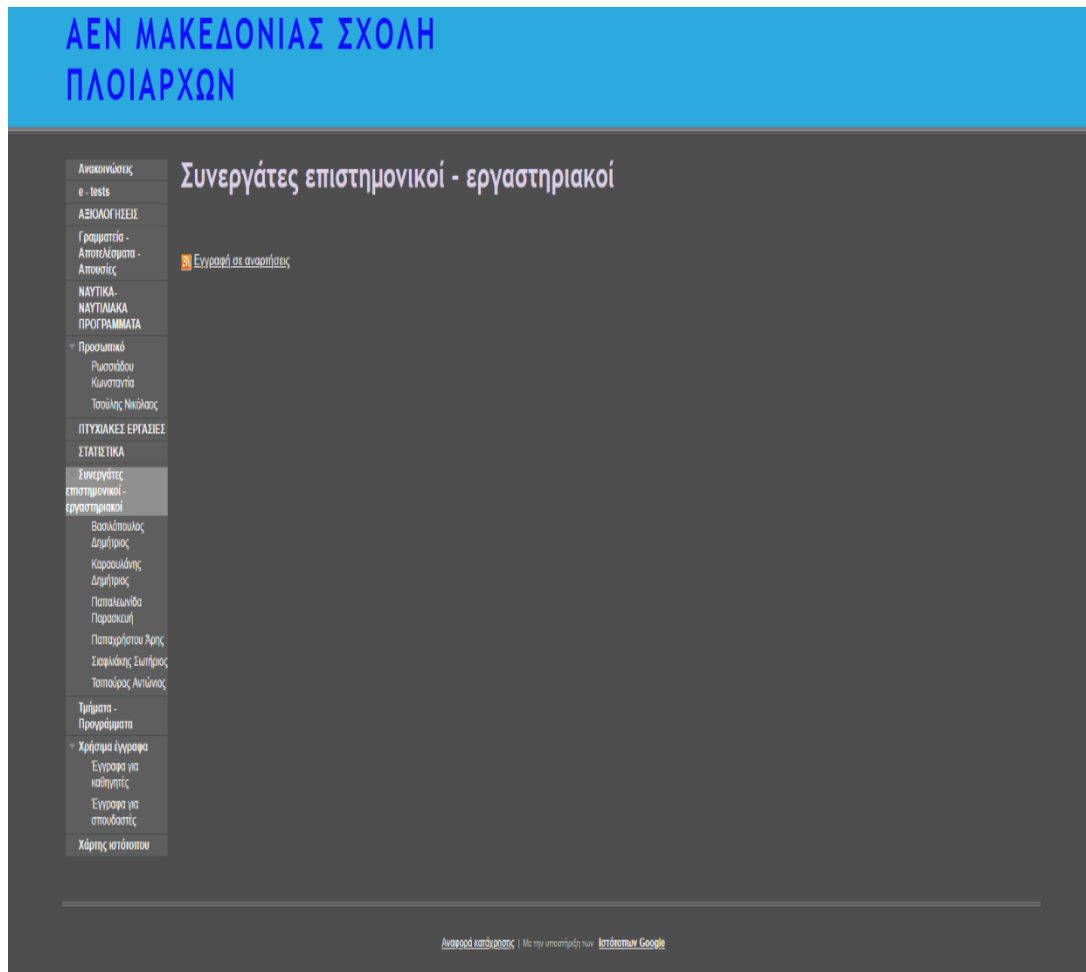 ΑΕΝ ΜΑΚΕΔΟΝΙΑΣ ΣΧΟΛΗ
ΠΛΟΙΑΡΧΩΝ
Ανακοινώσεις
e - tests
ΑΞΙΟΛΟΓΗΣΕΙΣ
Γραμματεία -
Αποτελέσματα -
Απουσίες
ΝΑΥΤΙΚΑ-
ΝΑΥΤΙΛΙΑΚΑ
ΠΡΟΓΡΑΜΜΑΤΑ
Προσωπικό
Ρωσσιάδου
Κωνσταντία
Τσούλης Νικόλαος
ΠΤΥΧΙΑΚΕΣ ΕΡΓΑΣΙΕΣ
ΣΤΑΤΙΣΤΙΚΑ
Συνεργάτες
επιστημονικοί -
εργαστηριακοί
Βασιλόπουλος
Δημήτριος
Καραουλάνης
Δημήτριος
Παπαλεωνίδα
Παρασκευή
Παπαχρήστου Άρης
Σιαφλιάκης Σωτήριος
Τσιπούρας Αντώνιος
Τμήματα -
Προγράμματα
Χρήσιμα έγγραφα
Έγγραφα για
καθηγητές
Έγγραφα για
σπουδαστές
Χάρτης ιστότοπου
Συνεργάτες επιστημονικοί - εργαστηριακοί
Εγγραφή σε αναρτήσεις
Αναφορά κατάχρησης | Με την υποστήριξη των Ιστότοπων Google